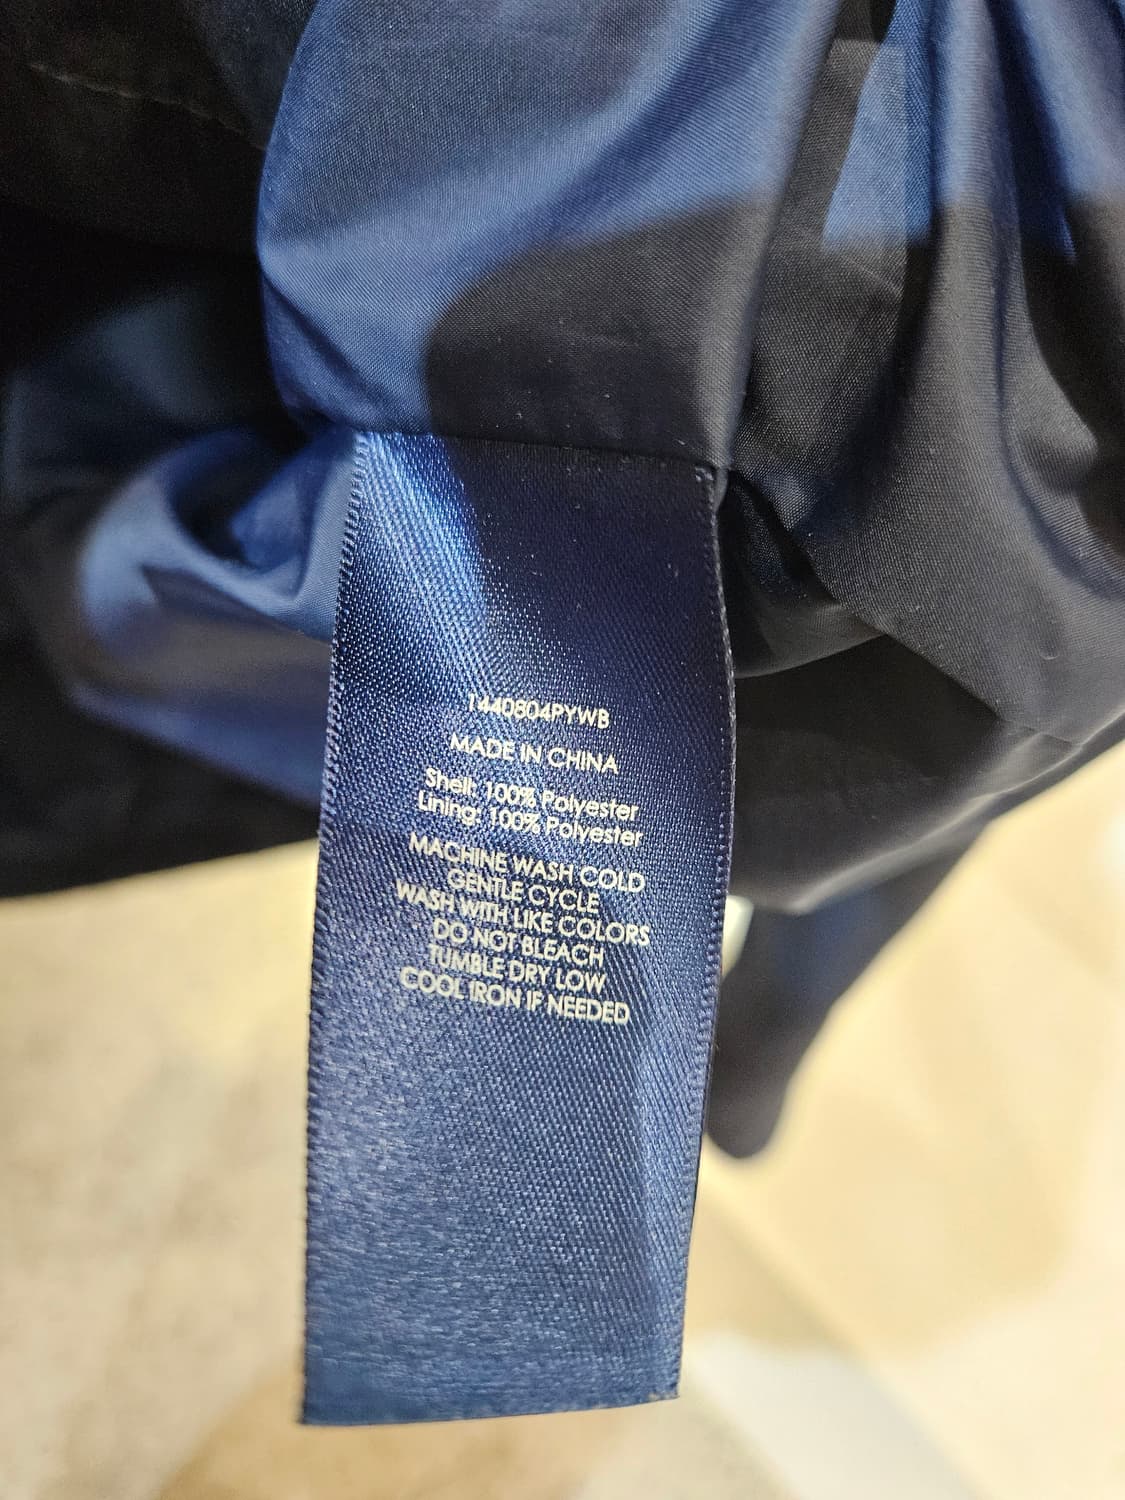 1440804PYWB
MADE IN CHINA
Shell: 100% Polyester
Lining: 100% Polyester
MACHINE WASH COLD
GENTLE CYCLE
WASH WITH LIKE COLORS
DO NOT BLEACH
TUMBLE DRY LOW
COOL IRON IF NEEDED